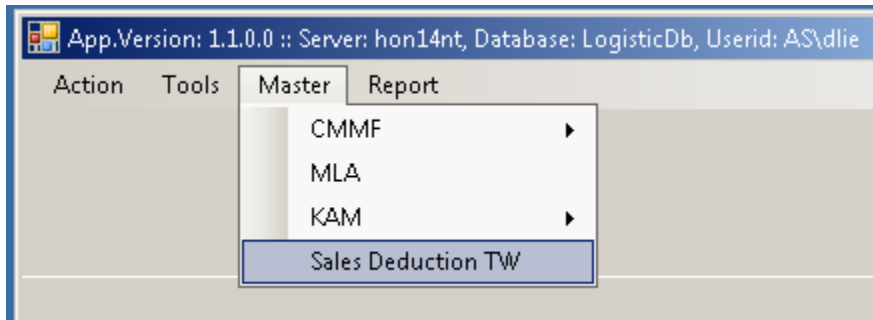 App.Version: 1.1.0.0 :: Server: hon14nt, Database: LogisticDb, Userid: AS\dlie
Action Tools Master Report
CMMF
MLA
KAM
Sales Deduction TW